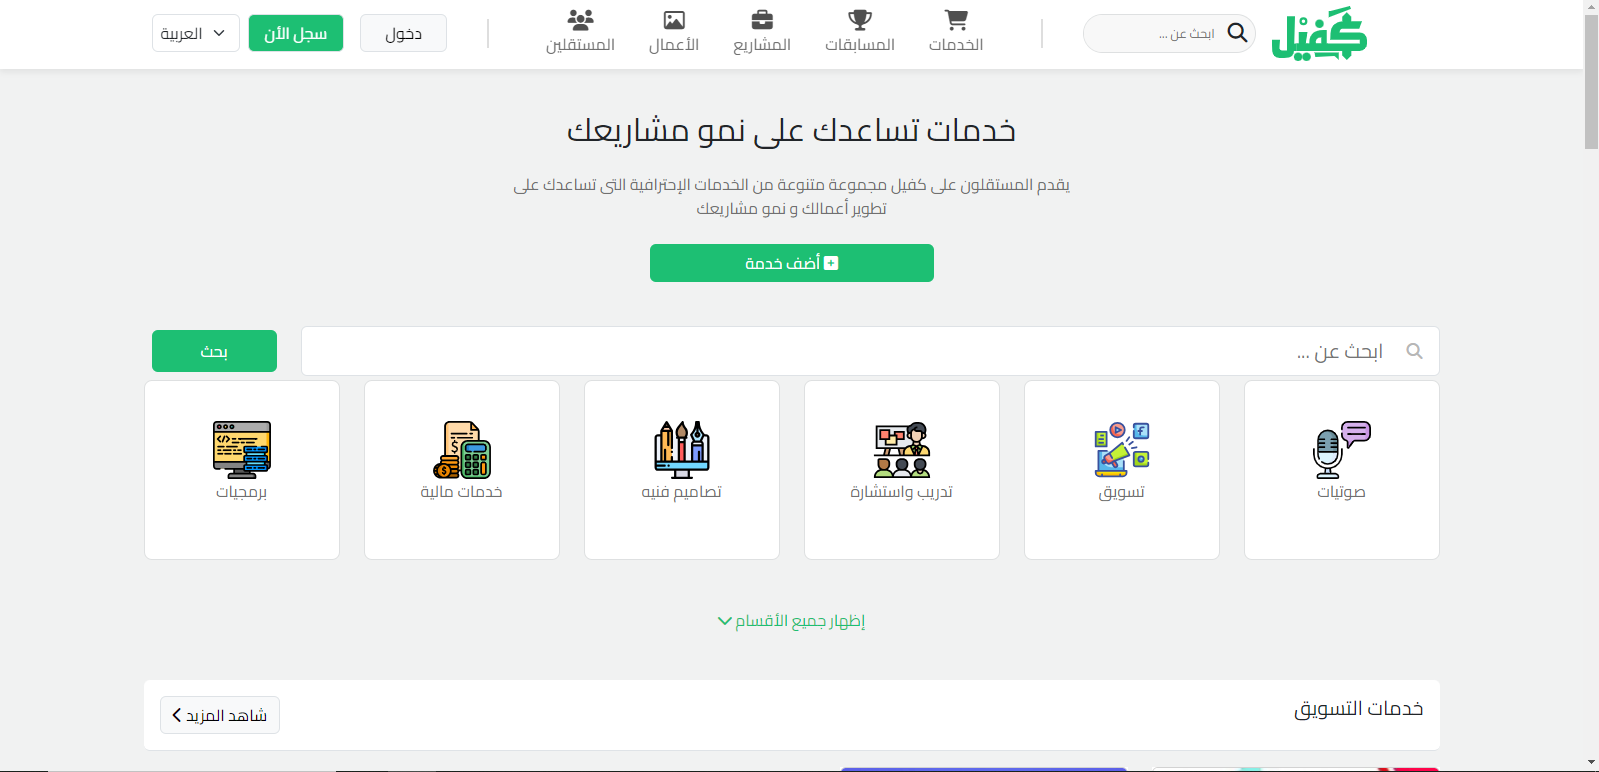 كفيل
ابحث عن ...
الخدمات
المسابقات
المشاريع
الأعمال
المستقلين
دخول
سجل الأن
العربية
خدمات تساعدك على نمو مشاريعك
يقدم المستقلون على كفيل مجموعة متنوعة من الخدمات الإحترافية التى تساعدك على
تطوير أعمالك و نمو مشاريعك
أضف خدمة
ابحث عن ...
بحث
صوتيات
تسويق
تدريب واستشارة
تصاميم فنيه
خدمات مالية
برمجيات
إظهار جميع الأقسام
خدمات التسويق
شاهد المزيد